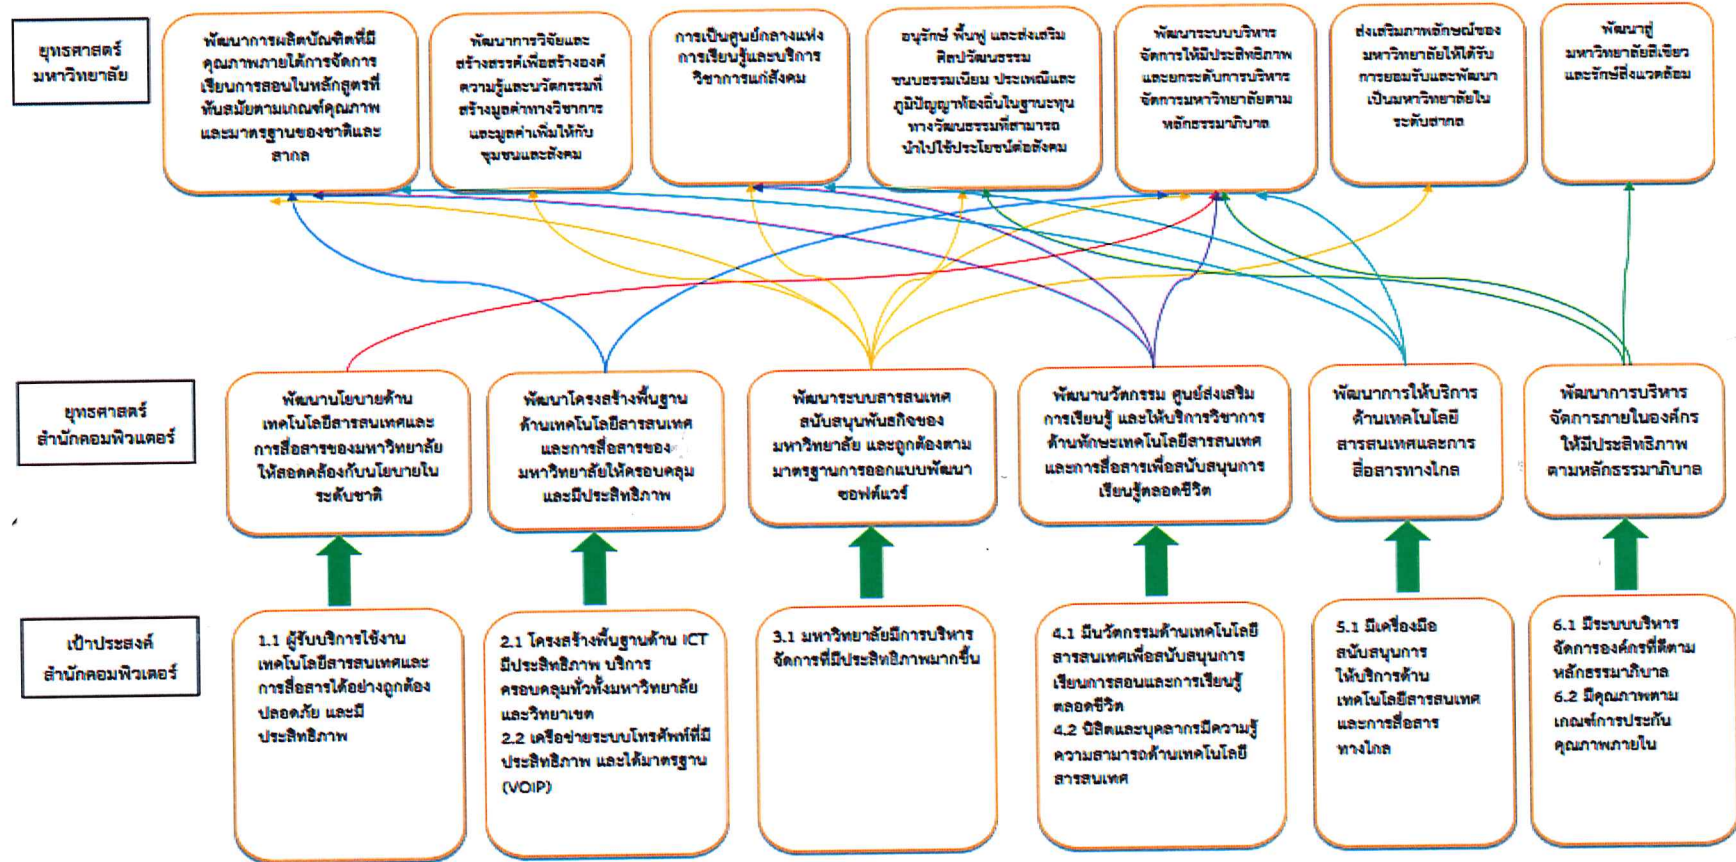 ยุทธศาสตร์
มหาวิทยาลัย
พัฒนาการผลิตบัณฑิตที่มี
คุณภาพภายใต้การจัดการ
เรียนการสอนในหลักสูตรที่
ทันสมัยตามเกณฑ์คุณภาพ
และมาตรฐานของชาติและ
สากล
พัฒนาการวิจัยและ
สร้างสรรค์เพื่อสร้างองค์
ความรู้และนวัตกรรมที่
สร้างมูลค่าทางวิชาการ
และมูลค่าเพิ่มให้กับ
ชุมชนและสังคม
การเป็นศูนย์กลางแห่ง
การเรียนรู้และบริการ
วิชาการแก่สังคม
อนุรักษ์ ฟื้นฟู และส่งเสริม
ศิลปวัฒนธรรม
ขนบธรรมเนียม ประเพณีและ
ภูมิปัญญาท้องถิ่นในฐานะทุน
ทางวัฒนธรรมที่สามารถ
นำไปใช้ประโยชน์ต่อสังคม
พัฒนาระบบบริหาร
จัดการให้มีประสิทธิภาพ
และยกระดับการบริหาร
จัดการมหาวิทยาลัยตาม
หลักธรรมาภิบาล
ส่งเสริมภาพลักษณ์ของ
มหาวิทยาลัยให้ได้รับ
การยอมรับและพัฒนา
เป็นมหาวิทยาลัยใน
ระดับสากล
พัฒนาสู่
มหาวิทยาลัยสีเขียว
และรักษ์สิ่งแวดล้อม
ยุทธศาสตร์
สำนักคอมพิวเตอร์
พัฒนานโยบายด้าน
เทคโนโลยีสารสนเทศและ
การสื่อสารของมหาวิทยาลัย
ให้สอดคล้องกับนโยบายใน
ระดับชาติ
พัฒนาโครงสร้างพื้นฐาน
ด้านเทคโนโลยีสารสนเทศ
และการสื่อสารของ
มหาวิทยาลัยให้ครอบคลุม
และมีประสิทธิภาพ
พัฒนาระบบสารสนเทศ
สนับสนุนพันธกิจของ
มหาวิทยาลัย และถูกต้องตาม
มาตรฐานการออกแบบพัฒนา
ซอฟต์แวร์
พัฒนานวัตกรรม ศูนย์ส่งเสริม
การเรียนรู้ และให้บริการวิชาการ
ด้านทักษะเทคโนโลยีสารสนเทศ
และการสื่อสารเพื่อสนับสนุนการ
เรียนรู้ตลอดชีวิต
พัฒนาการให้บริการ
ด้านเทคโนโลยี
สารสนเทศและการ
สื่อสารทางไกล
พัฒนาการบริหาร
จัดการภายในองค์กร
ให้มีประสิทธิภาพ
ตามหลักธรรมาภิบาล
เป้าประสงค์
สำนักคอมพิวเตอร์
1.1 ผู้รับบริการใช้งาน
เทคโนโลยีสารสนเทศและ
การสื่อสารได้อย่างถูกต้อง
ปลอดภัย และมี
ประสิทธิภาพ
2.1 โครงสร้างพื้นฐานด้าน ICT
มีประสิทธิภาพ บริการ
ครอบคลุมทั่วทั้งมหาวิทยาลัย
และวิทยาเขต
2.2 เครือข่ายระบบโทรศัพท์ที่มี
ประสิทธิภาพ และได้มาตรฐาน
(VOIP)
3.1 มหาวิทยาลัยมีการบริหาร
จัดการที่มีประสิทธิภาพมากขึ้น
4.1 มีนวัตกรรมด้านเทคโนโลยี
สารสนเทศเพื่อสนับสนุนการ
เรียนการสอนและการเรียนรู้
ตลอดชีวิต
4.2 นิสิตและบุคลากรมีความรู้
ความสามารถด้านเทคโนโลยี
สารสนเทศ
5.1 มีเครื่องมือ
สนับสนุนการ
ให้บริการด้าน
เทคโนโลยีสารสนเทศ
และการสื่อสาร
ทางไกล
6.1 มีระบบบริหาร
จัดการองค์กรที่ดีตาม
หลักธรรมาภิบาล
6.2 มีคุณภาพตาม
เกณฑ์การประกัน
คุณภาพภายใน